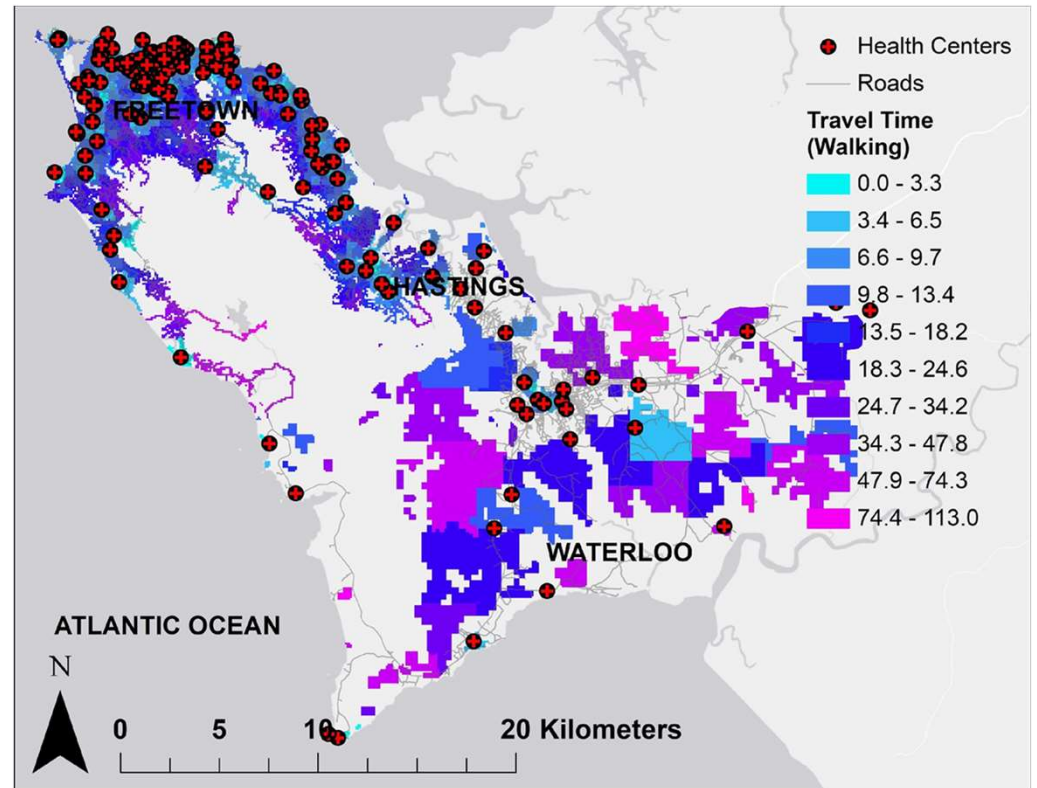 Health Centers
Roads
Travel Time
(Walking)
0.0 - 3.3
3.4 - 6.5
6.6 - 9.7
9.8 - 13.4
13.5 - 18.2
18.3 - 24.6
24.7 - 34.2
34.3 - 47.8
47.9 - 74.3
74.4 - 113.0
FREETOWN
HASTINGS
WATERLOO
ATLANTIC OCEAN
N
0 5 10 20 Kilometers